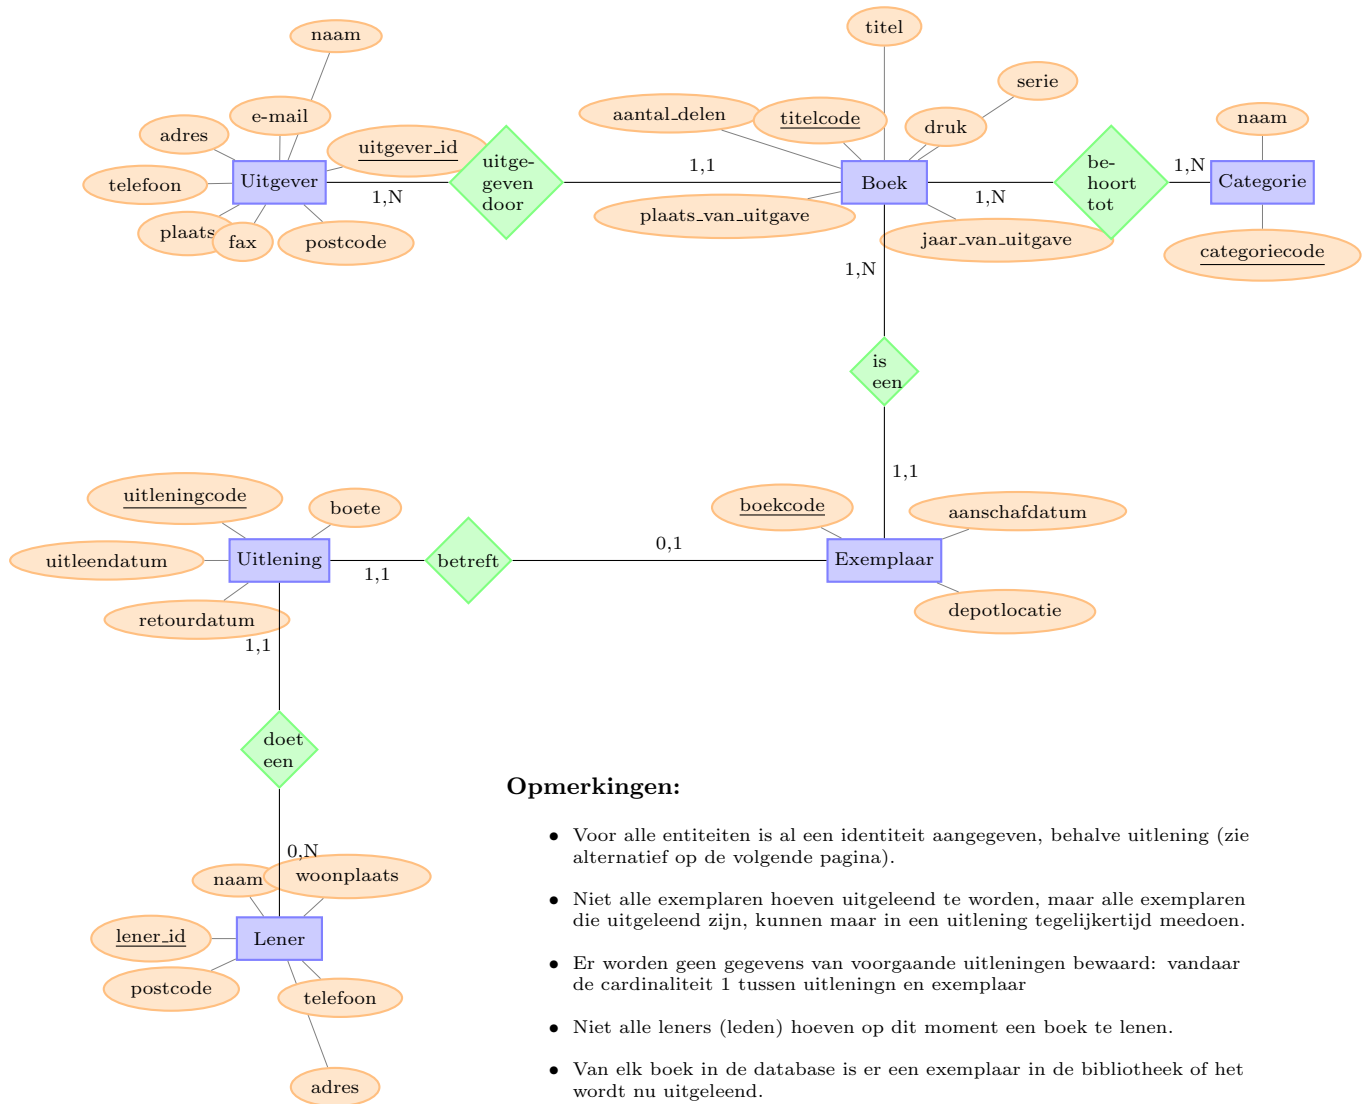 titel
naam
serie
e-mail
aantal_delen
titelcode
druk
naam
adres
uitgever_id
uitge-
geven
door
1,1
be-
hoort
tot
1,N
telefoon
Uitgever
1,N
Boek
1,N
Categorie
plaats
fax
postcode
plaats_van_uitgave
jaar_van_uitgave
categoriecode
1,N
is
een
1,1
uitleningcode
boete
boekcode
aanschafdatum
0,1
uitleendatum
Uitlening
betreft
Exemplaar
1,1
retourdatum
depotlocatie
1,1
doet
een
0,N
naam
woonplaats
lener_id
Lener
postcode
telefoon
adres
Opmerkingen:
• Voor alle entiteiten is al een identiteit aangegeven, behalve uitlening (zie
alternatief op de volgende pagina).
• Niet alle exemplaren hoeven uitgeleend te worden, maar alle exemplaren
die uitgeleend zijn, kunnen maar in een uitlening tegelijkertijd meedoen.
• Er worden geen gegevens van voorgaande uitleningen bewaard: vandaar
de cardinaliteit 1 tussen uitleningn en exemplaar
• Niet alle leners (leden) hoeven op dit moment een boek te lenen.
• Van elk boek in de database is er een exemplaar in de bibliotheek of het
wordt nu uitgeleend.